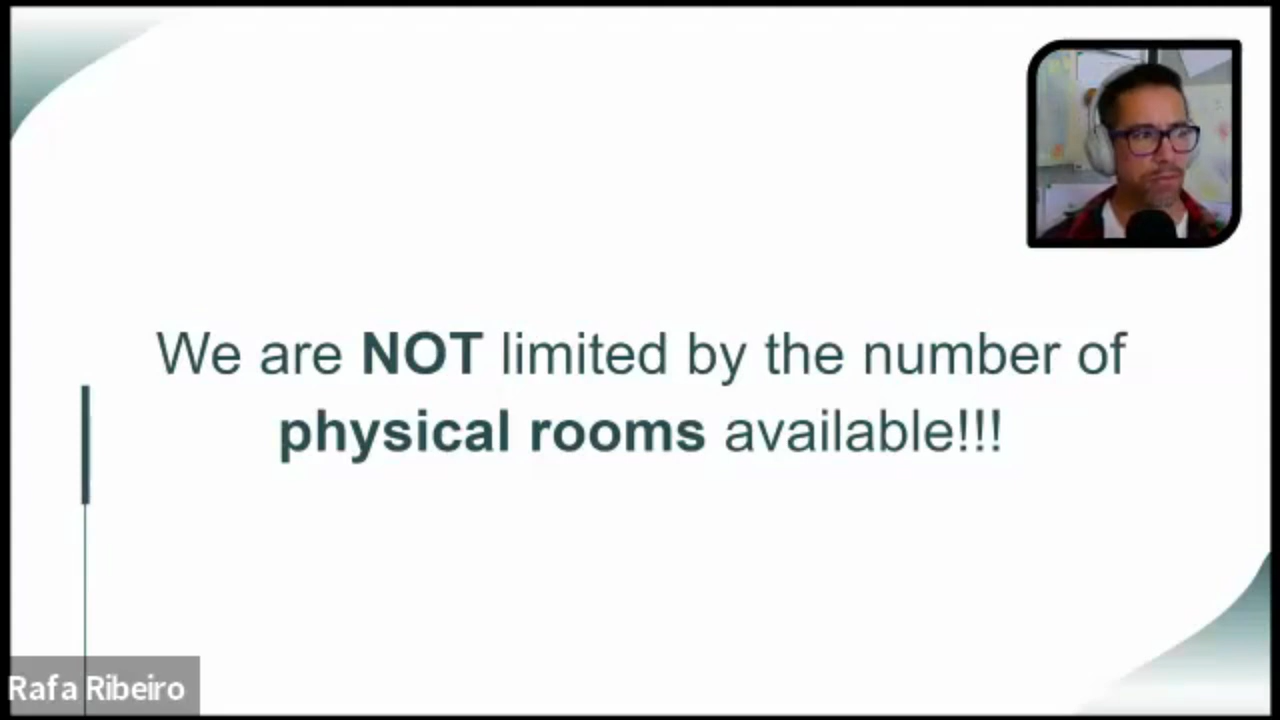 We are NOT limited by the number of
physical rooms available!!!
Rafa Ribeiro